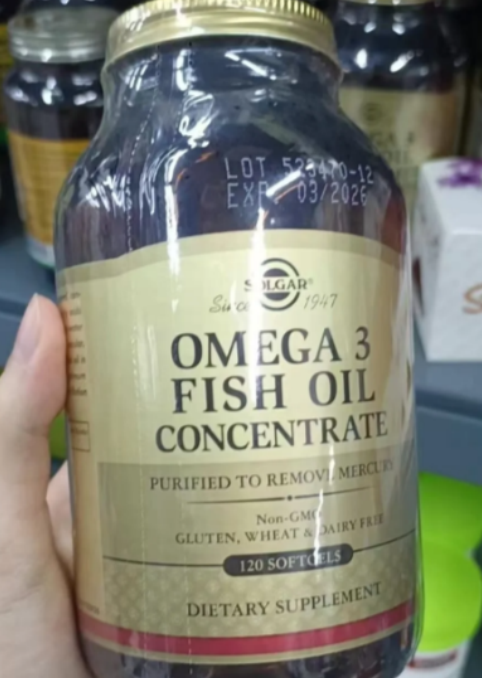 EXP 03/2026
SOLGAR®
Since 1947
OMEGA 3
FISH OIL
CONCENTRATE
PURIFIED TO REMOVE MERCURY
Non-GMO
GLUTEN, WHEAT & DAIRY FREE
120 SOFTGELS
DIETARY SUPPLEMENT